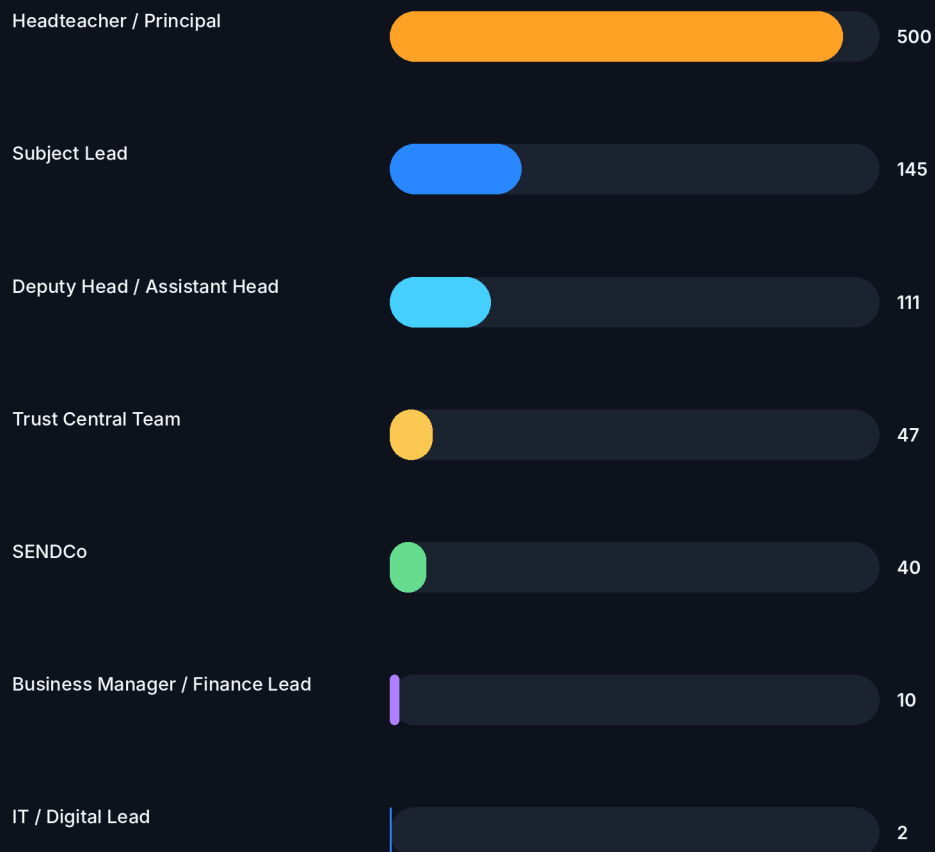 Headteacher / Principal 500
Subject Lead 145
Deputy Head / Assistant Head 111
Trust Central Team 47
SENDCo 40
Business Manager / Finance Lead 10
IT / Digital Lead 2